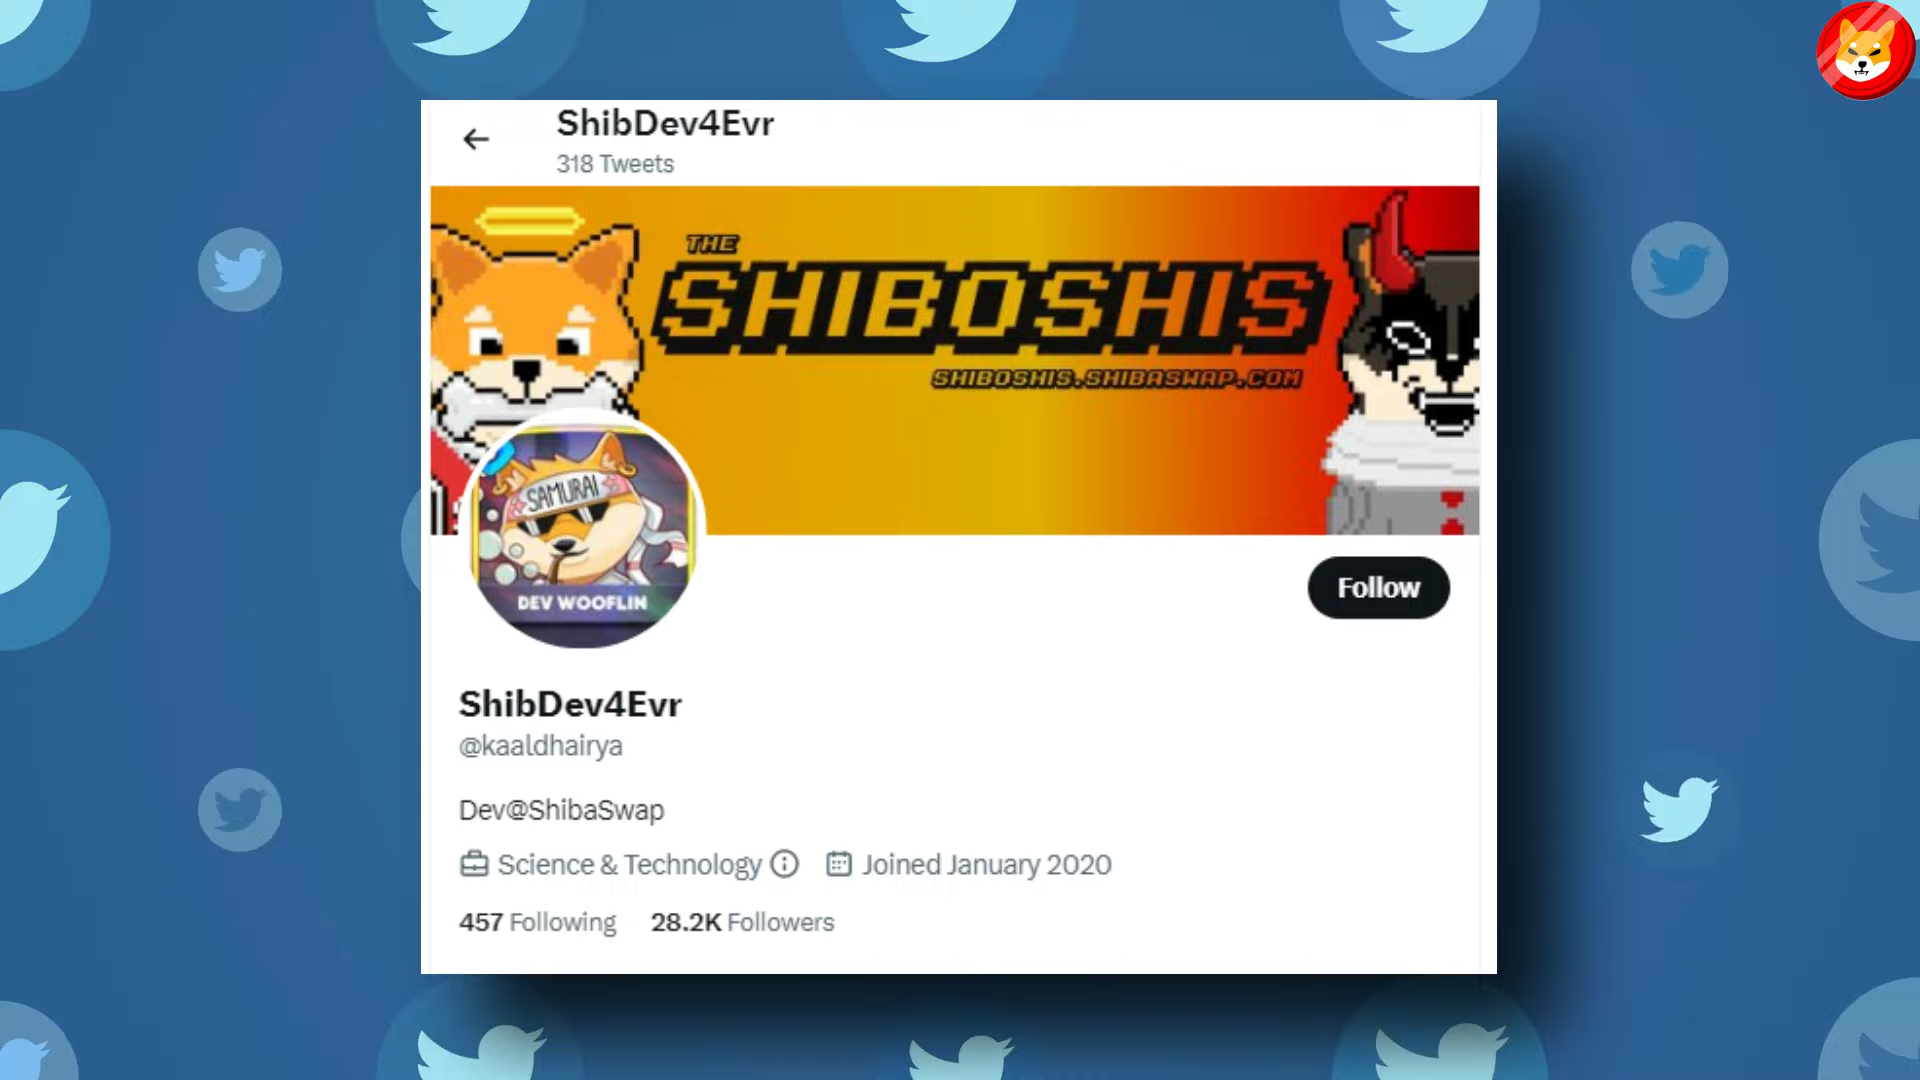 ShibDev4Evr
318 Tweets
THE
SHIBOSHIS
SHIBOSHIS.SHIBASWAP.COM
SAMURAI
DEV WOOFLIN
Follow
ShibDev4Evr
@kaaldhairya
Dev@ShibaSwap
Science & Technology Joined January 2020
457 Following 28.2K Followers